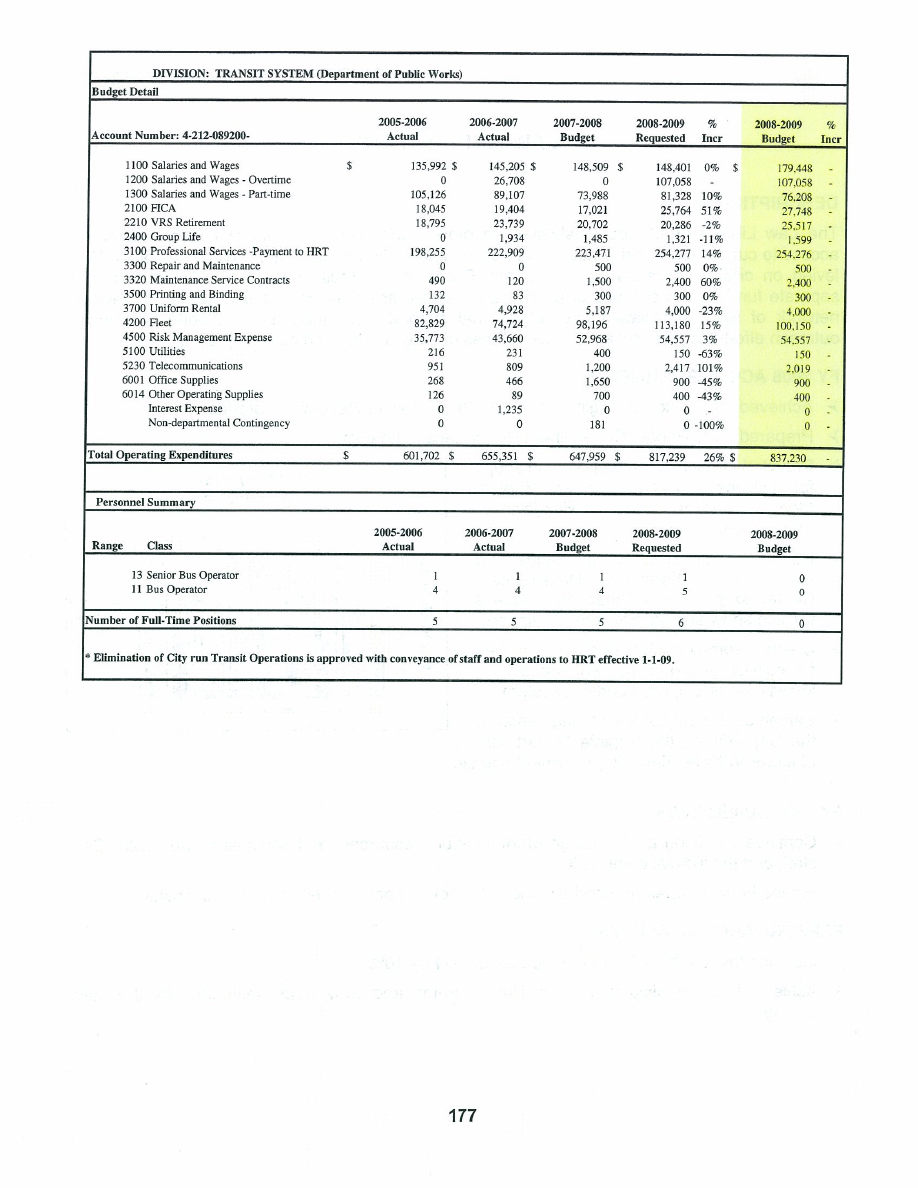 DIVISION: TRANSIT SYSTEM (Department of Public Works)
Budget Detail
2005-2006 2006-2007 2007-2008 2008-2009 % 2008-2009 %
Account Number: 4-212-089200- Actual Actual Budget Requested Incr Budget Incr
1100 Salaries and Wages $ 135,992 $ 145,205 $ 148,509 $ 148,401 0% $ 179,448 -
1200 Salaries and Wages - Overtime 0 26,708 0 107,058 - 107,058 -
1300 Salaries and Wages - Part-time 105,126 89,107 73,988 81,328 10% 76,208 -
2100 FICA 18,045 19,404 17,021 25,764 51% 27,748 -
2210 VRS Retirement 18,795 23,739 20,702 20,286 -2% 25,517 -
2400 Group Life 0 1,934 1,485 1,321 -11% 1,599 -
3100 Professional Services -Payment to HRT 198,255 222,909 223,471 254,277 14% 254,276 -
3300 Repair and Maintenance 0 0 500 500 0% 500 -
3320 Maintenance Service Contracts 490 120 1,500 2,400 60% 2,400 -
3500 Printing and Binding 132 83 300 300 0% 300 -
3700 Uniform Rental 4,704 4,928 5,187 4,000 -23% 4,000 -
4200 Fleet 82,829 74,724 98,196 113,180 15% 100,150 -
4500 Risk Management Expense 35,773 43,660 52,968 54,557 3% 54,557 -
5100 Utilities 216 231 400 150 -63% 150 -
5230 Telecommunications 951 809 1,200 2,417 101% 2,019 -
6001 Office Supplies 268 466 1,650 900 -45% 900 -
6014 Other Operating Supplies 126 89 700 400 -43% 400 -
Interest Expense 0 1,235 0 0 - 0 -
Non-departmental Contingency 0 0 181 0 -100% 0 -
Total Operating Expenditures $ 601,702 $ 655,351 $ 647,959 $ 817,239 26% $ 837,230 -
Personnel Summary
2005-2006 2006-2007 2007-2008 2008-2009 2008-2009
Range Class Actual Actual Budget Requested Budget
13 Senior Bus Operator 1 1 1 1 0
11 Bus Operator 4 4 4 5 0
Number of Full-Time Positions 5 5 5 6 0
* Elimination of City run Transit Operations is approved with conveyance of staff and operations to HRT effective 1-1-09.
177